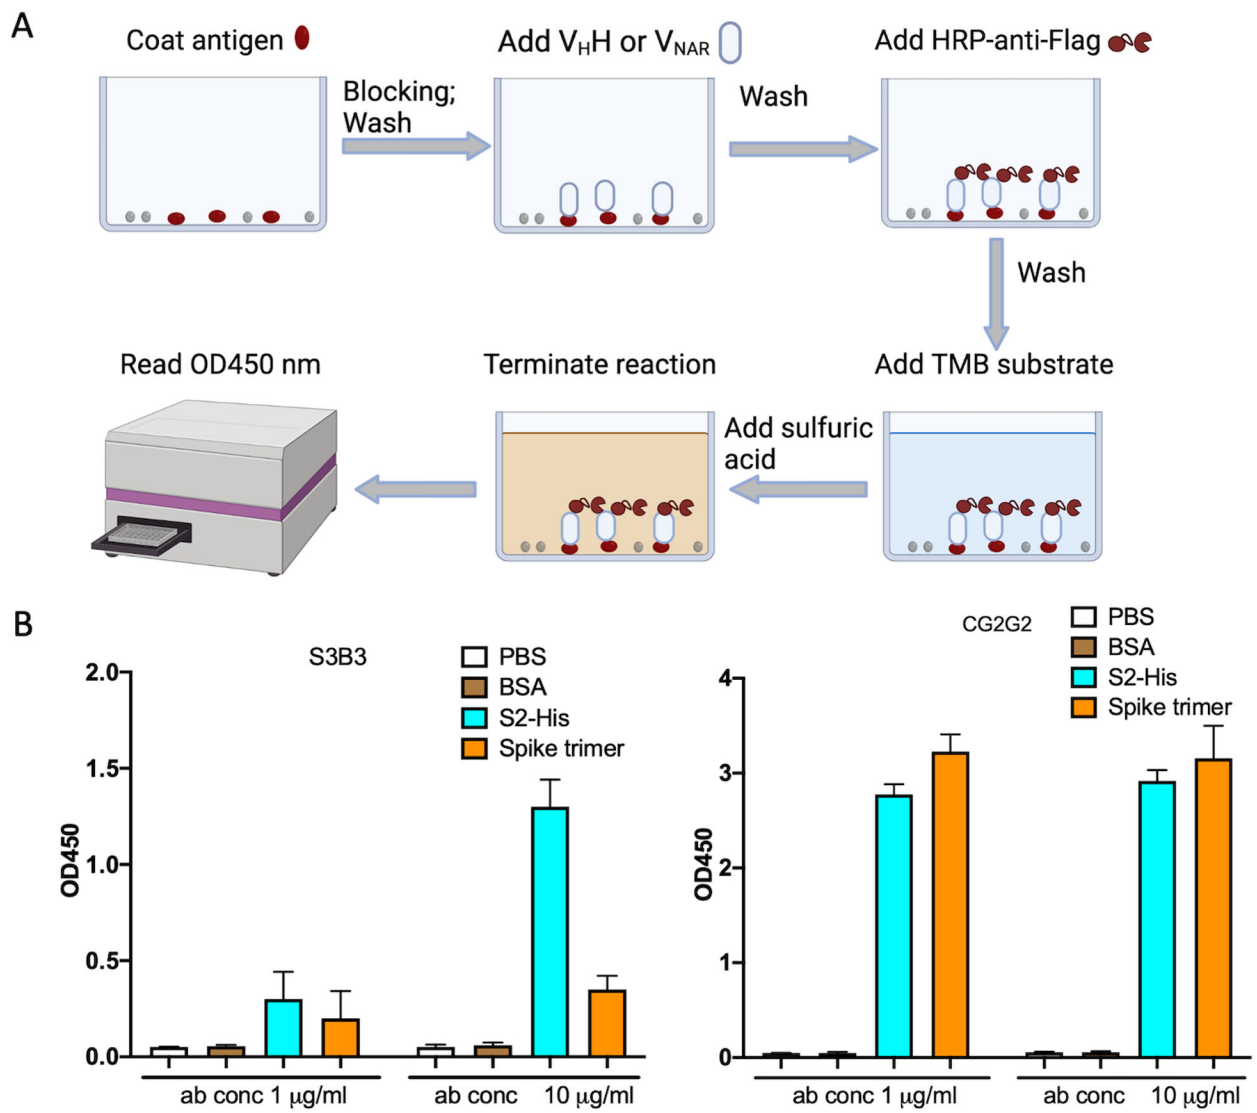 A
Coat antigen
Add VHH or VNAR
Add HRP-anti-Flag
Blocking;
Wash
Wash
Wash
Read OD450 nm
Terminate reaction
Add TMB substrate
Add sulfuric
acid
B
S3B3
PBS
BSA
S2-His
Spike trimer
OD450
2.0
1.5
1.0
0.5
0.0
ab conc 1 μg/ml
ab conc 10 μg/ml
CG2G2
PBS
BSA
S2-His
Spike trimer
OD450
4
3
2
1
0
ab conc 1 μg/ml
ab conc 10 μg/ml